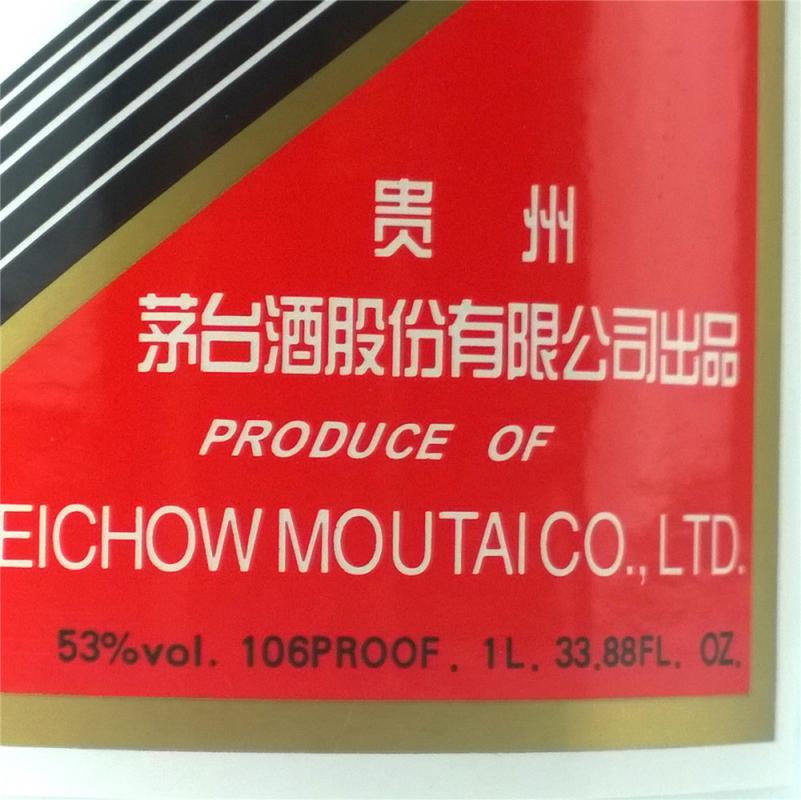 贵 州
茅台酒股份有限公司出品
PRODUCE OF
EICHOW MOUTAI CO., LTD.
53%vol. 106PROOF. 1L. 33.88FL. OZ.